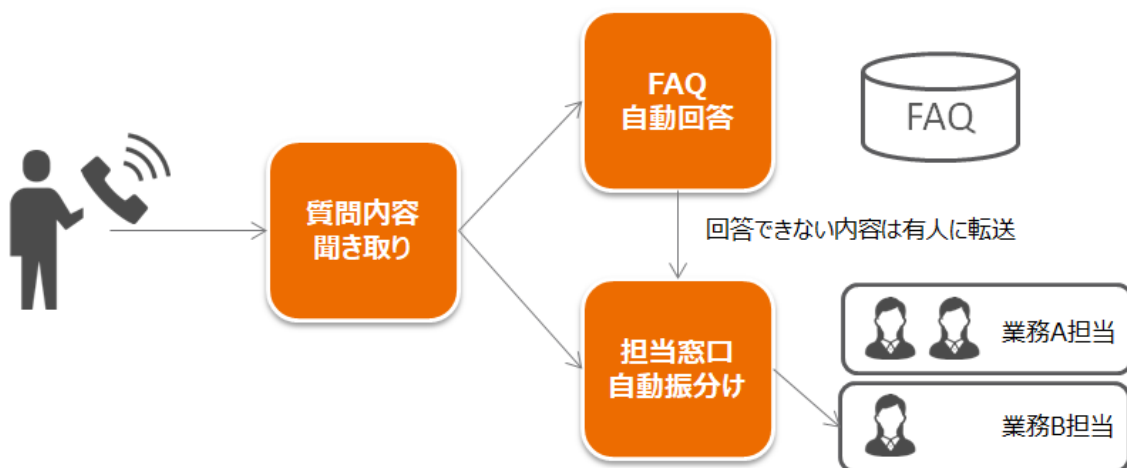 質問内容
聞き取り
FAQ
自動回答
FAQ
回答できない内容は有人に転送
担当窓口
自動振分け
業務A担当
業務B担当